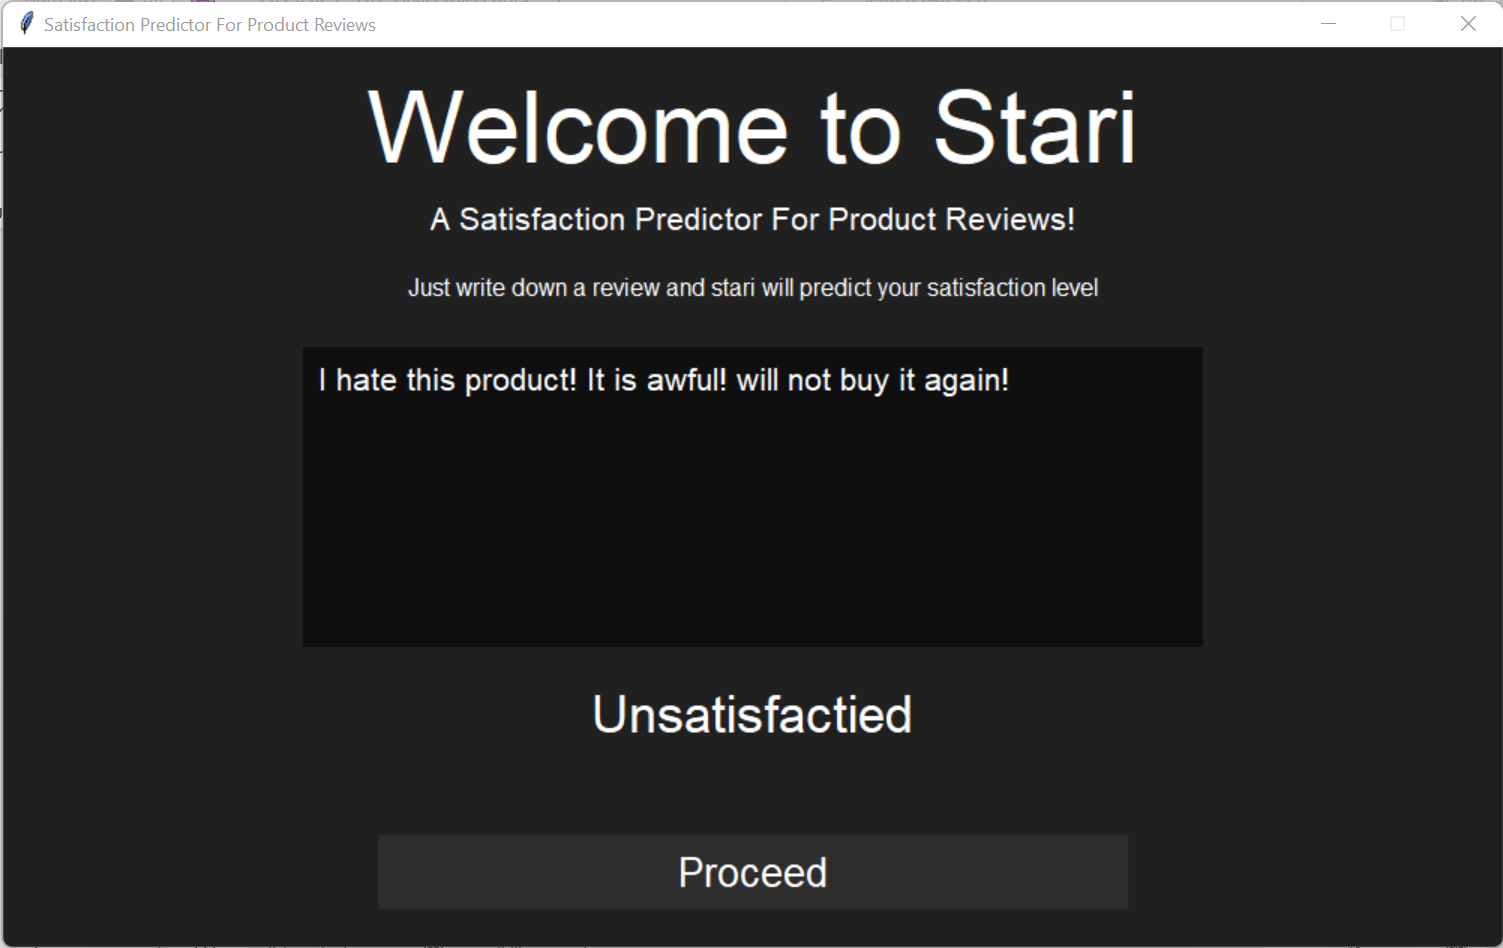 Satisfaction Predictor For Product Reviews
Welcome to Stari
A Satisfaction Predictor For Product Reviews!
Just write down a review and stari will predict your satisfaction level
I hate this product! It is awful! will not buy it again!
Unsatisfactied
Proceed